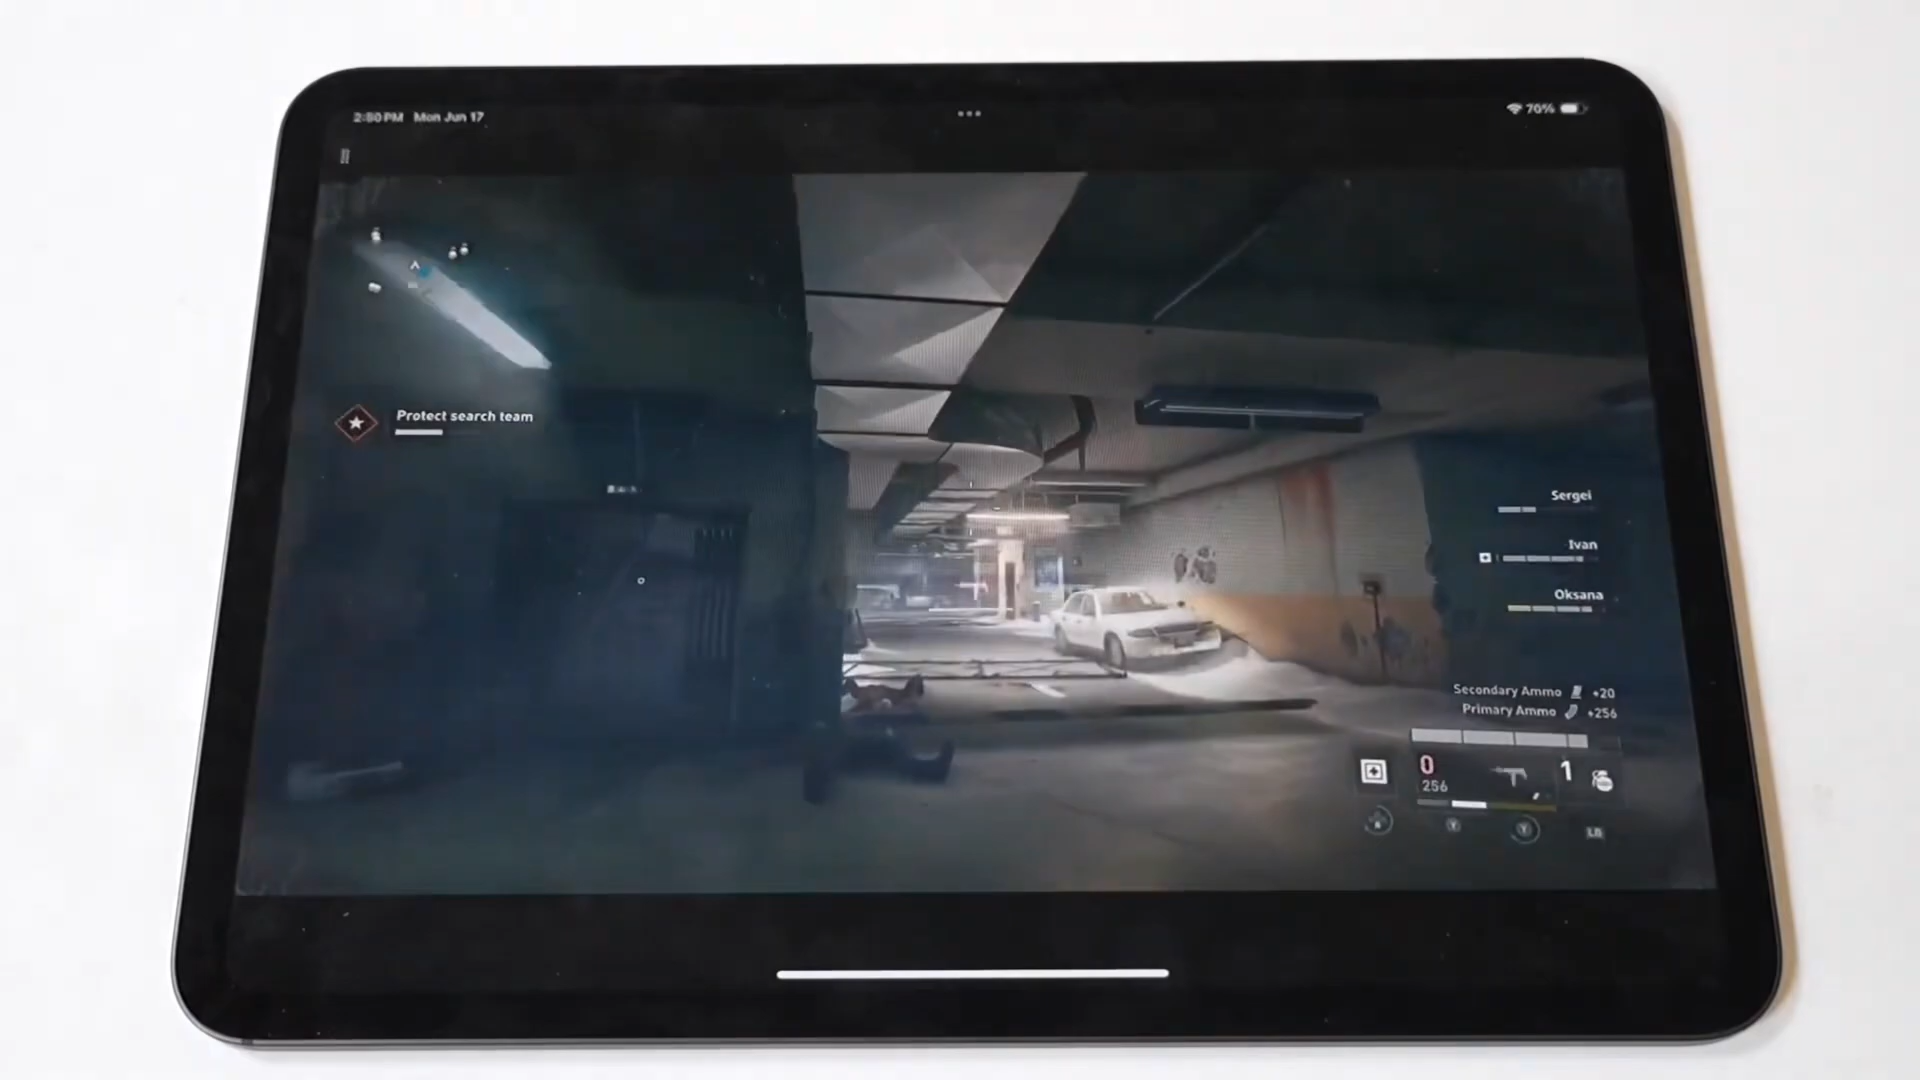 2:50 PM Mon Jun 17
70%
Protect search team
Sergei
Ivan
Oksana
Secondary Ammo +20
Primary Ammo +256
0
256
1
Y
Y
LB